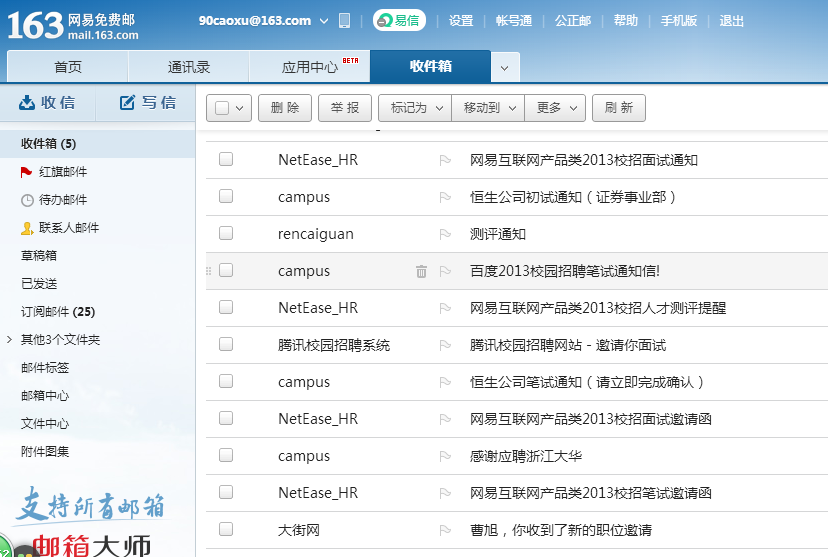 163 网易免费邮
mail.163.com
90caoxu@163.com
易信
设置
帐号通
公正邮
帮助
手机版
退出
首页
通讯录
应用中心 BETA
收件箱
收信
写信
删 除
举 报
标记为
移动到
更多
刷 新
收件箱 (5)
红旗邮件
待办邮件
联系人邮件
草稿箱
已发送
订阅邮件 (25)
其他3个文件夹
邮件标签
邮箱中心
文件中心
附件图集
支持所有邮箱
邮箱大师
NetEase_HR 网易互联网产品类2013校招面试通知
campus 恒生公司初试通知（证券事业部）
rencaiguan 测评通知
campus 百度2013校园招聘笔试通知信!
NetEase_HR 网易互联网产品类2013校招人才测评提醒
腾讯校园招聘系统 腾讯校园招聘网站 - 邀请你面试
campus 恒生公司笔试通知（请立即完成确认）
NetEase_HR 网易互联网产品类2013校招面试邀请函
campus 感谢应聘浙江大华
NetEase_HR 网易互联网产品类2013校招笔试邀请函
大街网 曹旭，你收到了新的职位邀请